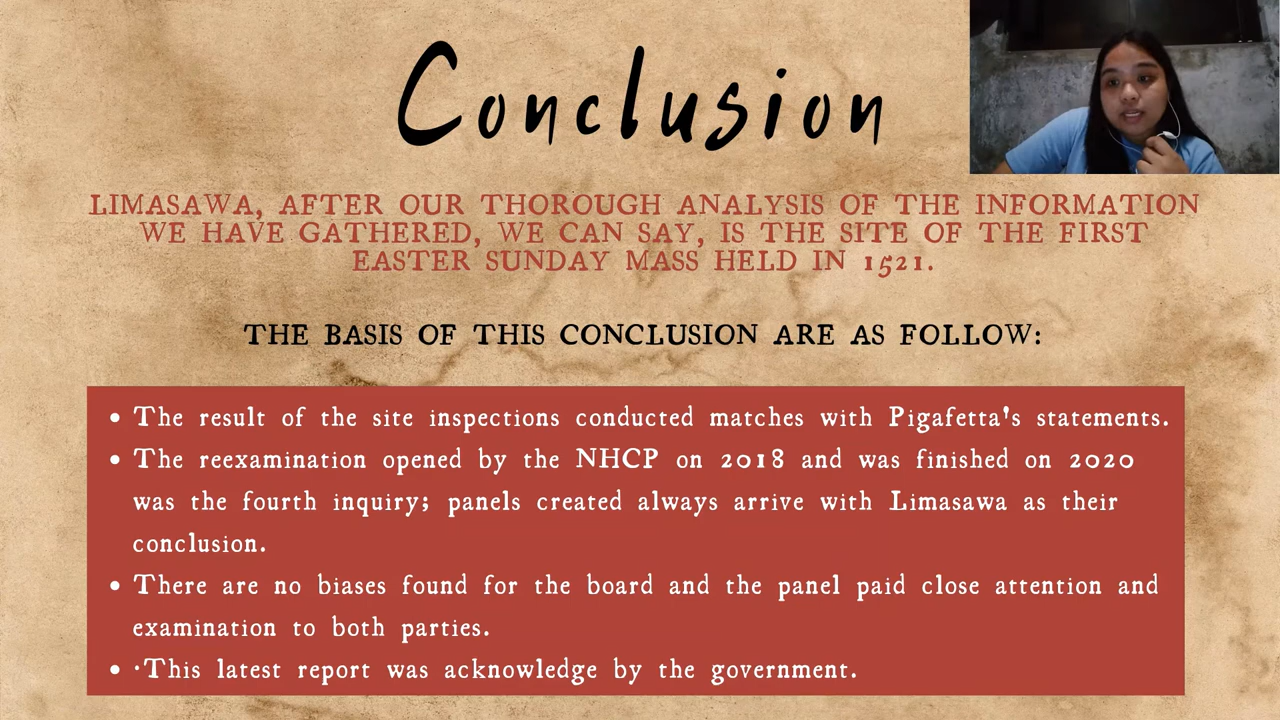 Conclusion
LIMASAWA, AFTER OUR THOROUGH ANALYSIS OF THE INFORMATION
WE HAVE GATHERED, WE CAN SAY, IS THE SITE OF THE FIRST
EASTER SUNDAY MASS HELD IN 1521.
THE BASIS OF THIS CONCLUSION ARE AS FOLLOW:
• The result of the site inspections conducted matches with Pigafetta's statements.
• The reexamination opened by the NHCP on 2018 and was finished on 2020
was the fourth inquiry; panels created always arrive with Limasawa as their
conclusion.
• There are no biases found for the board and the panel paid close attention and
examination to both parties.
• ·This latest report was acknowledge by the government.